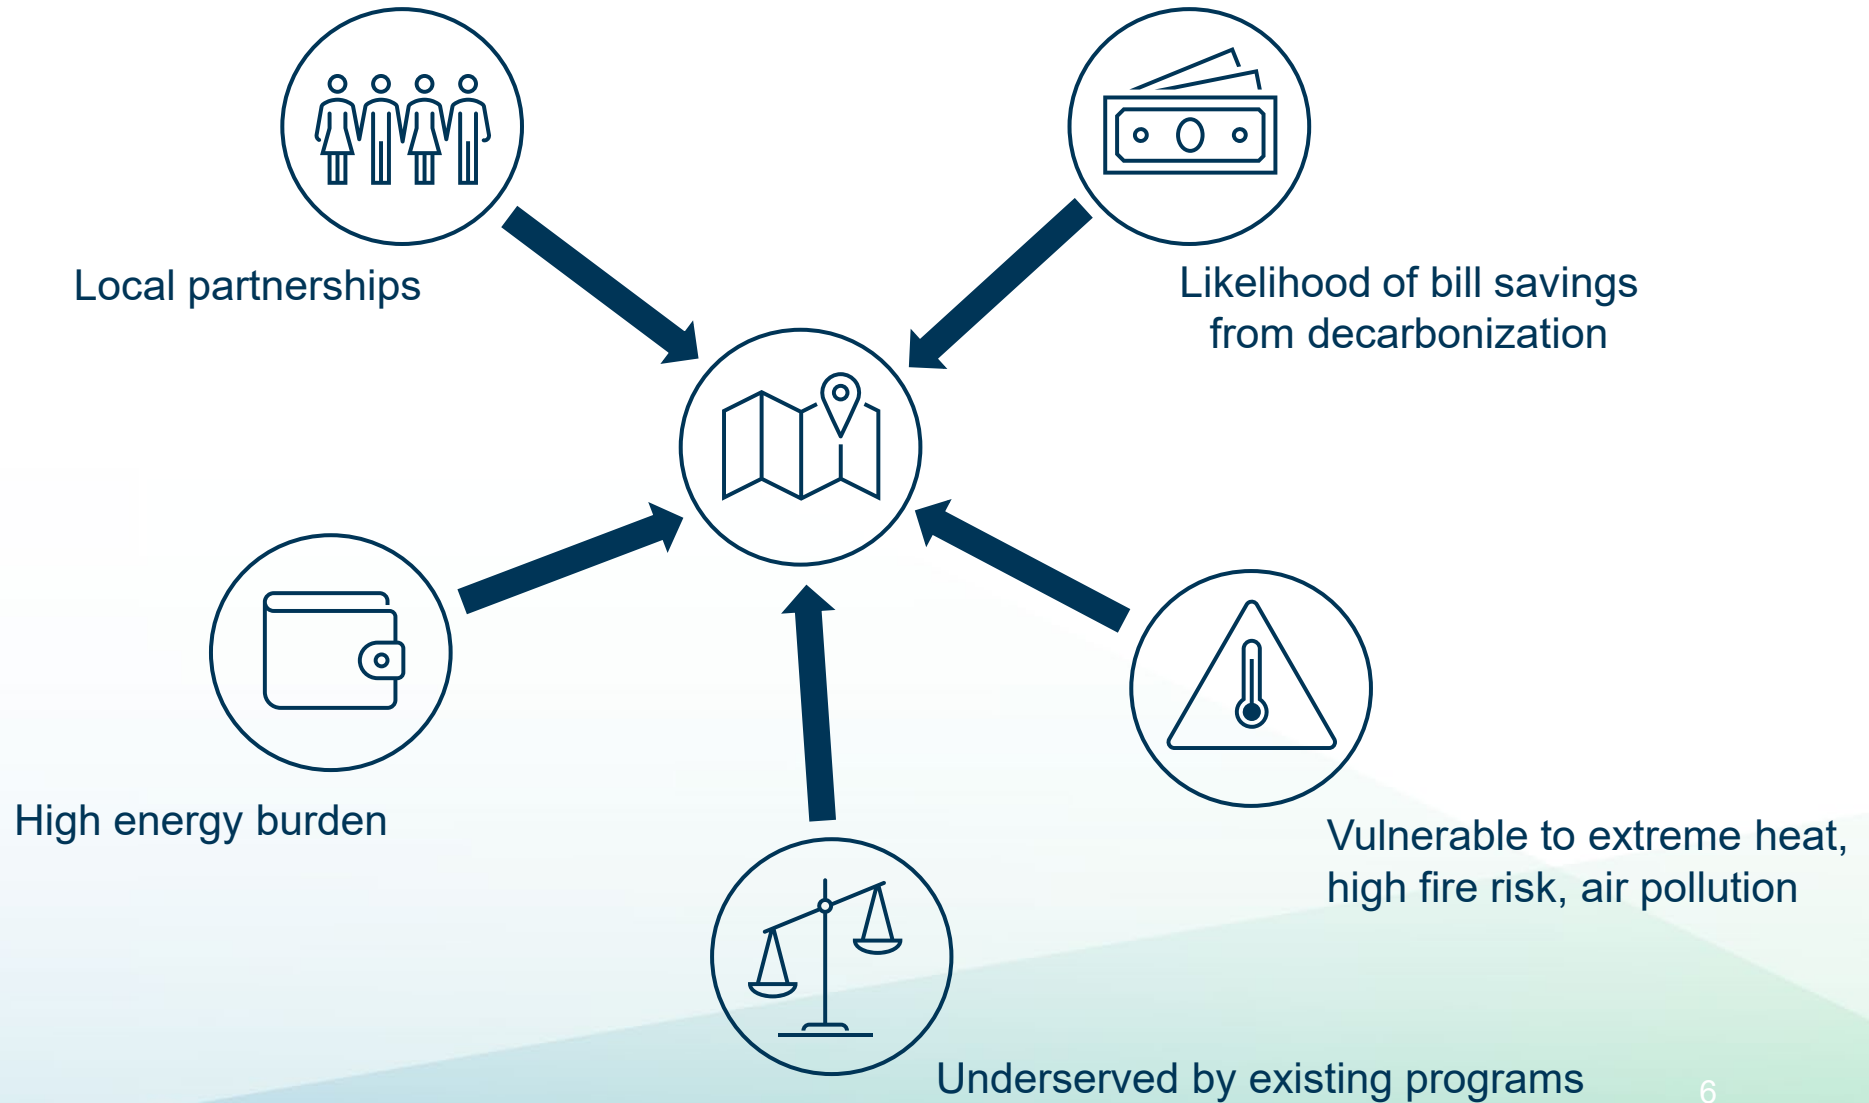 Local partnerships
Likelihood of bill savings
from decarbonization
High energy burden
Vulnerable to extreme heat,
high fire risk, air pollution
Underserved by existing programs
6